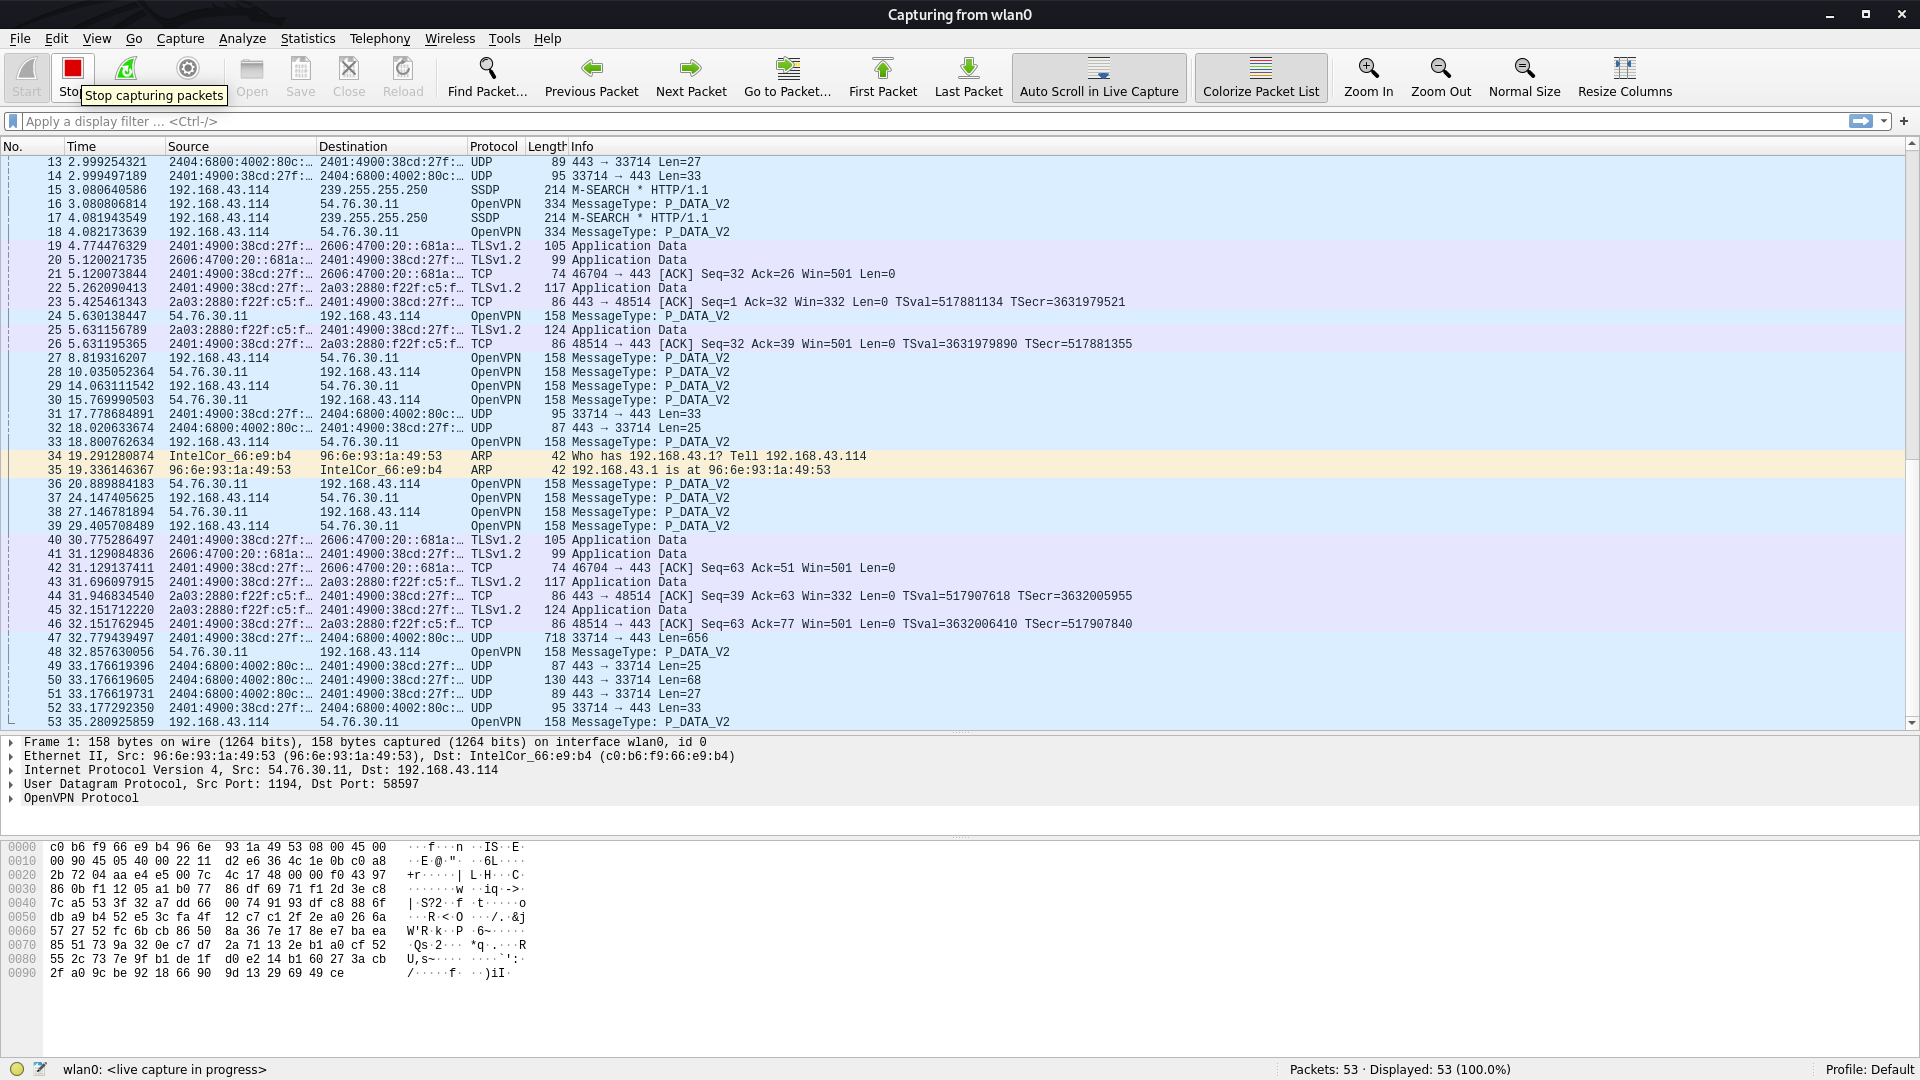 Capturing from wlan0
File Edit View Go Capture Analyze Statistics Telephony Wireless Tools Help
Start Stop Open Save Close Reload Find Packet… Previous Packet Next Packet Go to Packet… First Packet Last Packet Auto Scroll in Live Capture Colorize Packet List Zoom In Zoom Out Normal Size Resize Columns
Stop capturing packets
Apply a display filter ... <Ctrl-/>
No. Time Source Destination Protocol Length Info
13 2.999254321 2404:6800:4002:80c:… 2401:4900:38cd:27f:… UDP 89 443 → 33714 Len=27
14 2.999497189 2401:4900:38cd:27f:… 2404:6800:4002:80c:… UDP 95 33714 → 443 Len=33
15 3.080640586 192.168.43.114 239.255.255.250 SSDP 214 M-SEARCH * HTTP/1.1
16 3.080806814 192.168.43.114 54.76.30.11 OpenVPN 334 MessageType: P_DATA_V2
17 4.081943549 192.168.43.114 239.255.255.250 SSDP 214 M-SEARCH * HTTP/1.1
18 4.082173639 192.168.43.114 54.76.30.11 OpenVPN 334 MessageType: P_DATA_V2
19 4.774476329 2401:4900:38cd:27f:… 2606:4700:20::681a:… TLSv1.2 105 Application Data
20 5.120021735 2606:4700:20::681a:… 2401:4900:38cd:27f:… TLSv1.2 99 Application Data
21 5.120073844 2401:4900:38cd:27f:… 2606:4700:20::681a:… TCP 74 46704 → 443 [ACK] Seq=32 Ack=26 Win=501 Len=0
22 5.262090413 2401:4900:38cd:27f:… 2a03:2880:f22f:c5:f… TLSv1.2 117 Application Data
23 5.425461343 2a03:2880:f22f:c5:f… 2401:4900:38cd:27f:… TCP 86 443 → 48514 [ACK] Seq=1 Ack=32 Win=332 Len=0 TSval=517881134 TSecr=3631979521
24 5.630138447 54.76.30.11 192.168.43.114 OpenVPN 158 MessageType: P_DATA_V2
25 5.631156789 2a03:2880:f22f:c5:f… 2401:4900:38cd:27f:… TLSv1.2 124 Application Data
26 5.631195365 2401:4900:38cd:27f:… 2a03:2880:f22f:c5:f… TCP 86 48514 → 443 [ACK] Seq=32 Ack=39 Win=501 Len=0 TSval=3631979890 TSecr=517881355
27 8.819316207 192.168.43.114 54.76.30.11 OpenVPN 158 MessageType: P_DATA_V2
28 10.035052364 54.76.30.11 192.168.43.114 OpenVPN 158 MessageType: P_DATA_V2
29 14.063111542 192.168.43.114 54.76.30.11 OpenVPN 158 MessageType: P_DATA_V2
30 15.769990503 54.76.30.11 192.168.43.114 OpenVPN 158 MessageType: P_DATA_V2
31 17.778684891 2401:4900:38cd:27f:… 2404:6800:4002:80c:… UDP 95 33714 → 443 Len=33
32 18.020633674 2404:6800:4002:80c:… 2401:4900:38cd:27f:… UDP 87 443 → 33714 Len=25
33 18.800762634 192.168.43.114 54.76.30.11 OpenVPN 158 MessageType: P_DATA_V2
34 19.291280874 IntelCor_66:e9:b4 96:6e:93:1a:49:53 ARP 42 Who has 192.168.43.1? Tell 192.168.43.114
35 19.336146367 96:6e:93:1a:49:53 IntelCor_66:e9:b4 ARP 42 192.168.43.1 is at 96:6e:93:1a:49:53
36 20.889884183 54.76.30.11 192.168.43.114 OpenVPN 158 MessageType: P_DATA_V2
37 24.147405625 192.168.43.114 54.76.30.11 OpenVPN 158 MessageType: P_DATA_V2
38 27.146781894 54.76.30.11 192.168.43.114 OpenVPN 158 MessageType: P_DATA_V2
39 29.405708489 192.168.43.114 54.76.30.11 OpenVPN 158 MessageType: P_DATA_V2
40 30.775286497 2401:4900:38cd:27f:… 2606:4700:20::681a:… TLSv1.2 105 Application Data
41 31.129084836 2606:4700:20::681a:… 2401:4900:38cd:27f:… TLSv1.2 99 Application Data
42 31.129137411 2401:4900:38cd:27f:… 2606:4700:20::681a:… TCP 74 46704 → 443 [ACK] Seq=63 Ack=51 Win=501 Len=0
43 31.696097915 2401:4900:38cd:27f:… 2a03:2880:f22f:c5:f… TLSv1.2 117 Application Data
44 31.946834540 2a03:2880:f22f:c5:f… 2401:4900:38cd:27f:… TCP 86 443 → 48514 [ACK] Seq=39 Ack=63 Win=332 Len=0 TSval=517907618 TSecr=3632005955
45 32.151712220 2a03:2880:f22f:c5:f… 2401:4900:38cd:27f:… TLSv1.2 124 Application Data
46 32.151762945 2401:4900:38cd:27f:… 2a03:2880:f22f:c5:f… TCP 86 48514 → 443 [ACK] Seq=63 Ack=77 Win=501 Len=0 TSval=3632006410 TSecr=517907840
47 32.779439497 2401:4900:38cd:27f:… 2404:6800:4002:80c:… UDP 718 33714 → 443 Len=656
48 32.857630056 54.76.30.11 192.168.43.114 OpenVPN 158 MessageType: P_DATA_V2
49 33.176619396 2404:6800:4002:80c:… 2401:4900:38cd:27f:… UDP 87 443 → 33714 Len=25
50 33.176619605 2404:6800:4002:80c:… 2401:4900:38cd:27f:… UDP 130 443 → 33714 Len=68
51 33.176619731 2404:6800:4002:80c:… 2401:4900:38cd:27f:… UDP 89 443 → 33714 Len=27
52 33.177292350 2401:4900:38cd:27f:… 2404:6800:4002:80c:… UDP 95 33714 → 443 Len=33
53 35.280925859 192.168.43.114 54.76.30.11 OpenVPN 158 MessageType: P_DATA_V2
Frame 1: 158 bytes on wire (1264 bits), 158 bytes captured (1264 bits) on interface wlan0, id 0
Ethernet II, Src: 96:6e:93:1a:49:53 (96:6e:93:1a:49:53), Dst: IntelCor_66:e9:b4 (c0:b6:f9:66:e9:b4)
Internet Protocol Version 4, Src: 54.76.30.11, Dst: 192.168.43.114
User Datagram Protocol, Src Port: 1194, Dst Port: 58597
OpenVPN Protocol
0000 c0 b6 f9 66 e9 b4 96 6e 93 1a 49 53 08 00 45 00 ···f···n ··IS··E·
0010 00 90 45 05 40 00 22 11 d2 e6 36 4c 1e 0b c0 a8 ··E·@·"· ··6L····
0020 2b 72 04 aa e4 e5 00 7c 4c 17 48 00 00 f0 43 97 +r·····| L·H···C·
0030 86 0b f1 12 05 a1 b0 77 86 df 69 71 f1 2d 3e c8 ·······w ··iq·->·
0040 7c a5 53 3f 32 a7 dd 66 00 74 91 93 df c8 88 6f |·S?2··f ·t·····o
0050 db a9 b4 52 e5 3c fa 4f 12 c7 c1 2f 2e a0 26 6a ···R·<·O ···/.·&j
0060 57 27 52 fc 6b cb 86 50 8a 36 7e 17 8e e7 ba ea W'R·k··P ·6~·····
0070 85 51 73 9a 32 0e c7 d7 2a 71 13 2e b1 a0 cf 52 ·Qs·2··· *q·.···R
0080 55 2c 73 7e 9f b1 de 1f d0 e2 14 b1 60 27 3a cb U,s~···· ····`':·
0090 2f a0 9c be 92 18 66 90 9d 13 29 69 49 ce /·····f· ··)iI·
wlan0: <live capture in progress> Packets: 53 · Displayed: 53 (100.0%) Profile: Default